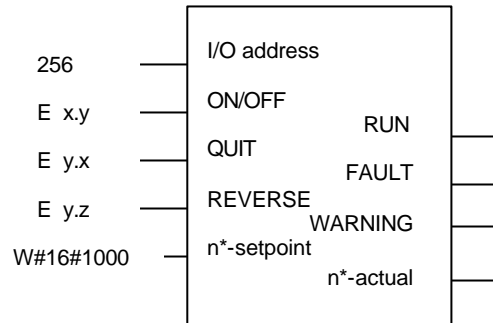 256 I/O address
E x.y ON/OFF
RUN
E y.x QUIT
FAULT
E y.z REVERSE
WARNING
W#16#1000 n*-setpoint
n*-actual